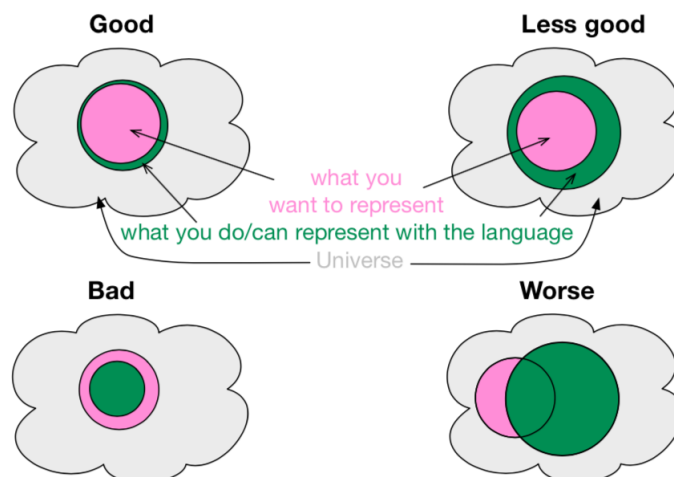 Good
Less good
what you
want to represent
what you do/can represent with the language
Universe
Bad
Worse